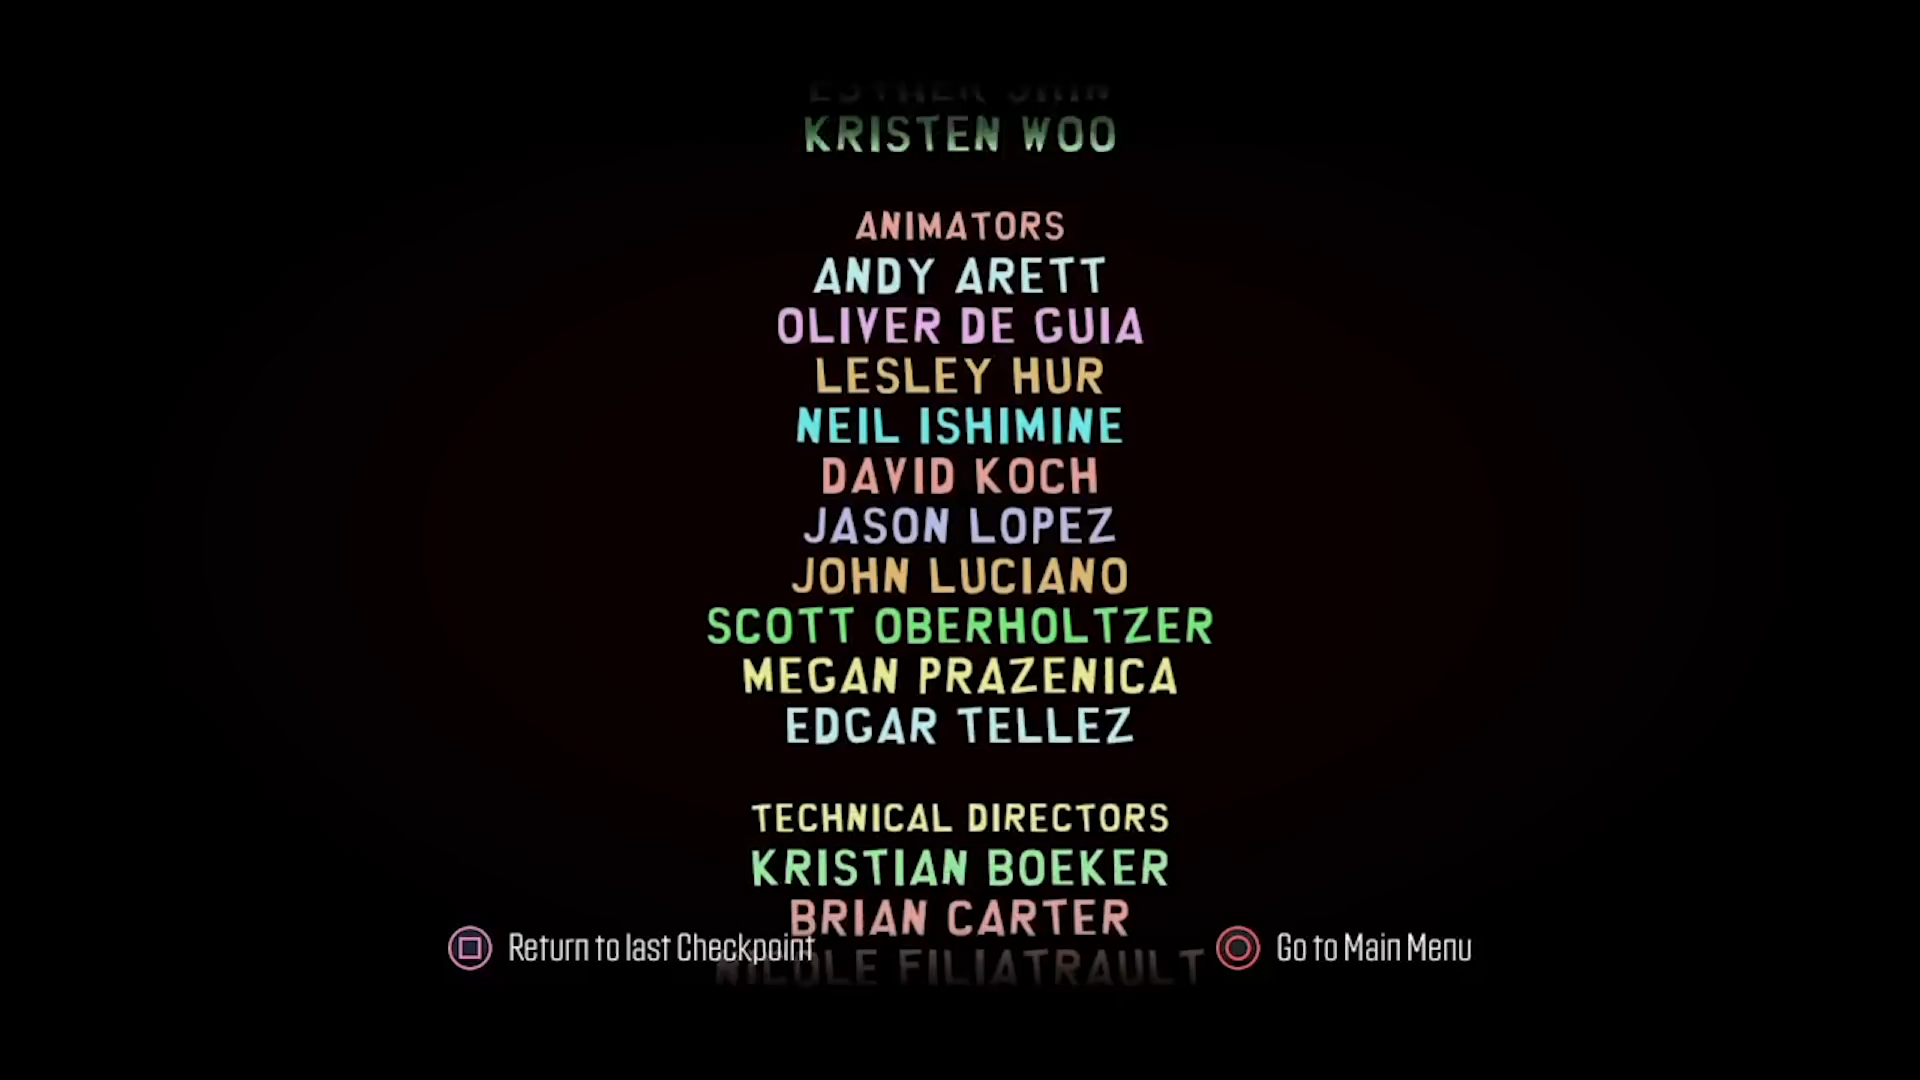 KRISTEN WOO
ANIMATORS
ANDY ARETT
OLIVER DE GUIA
LESLEY HUR
NEIL ISHIMINE
DAVID KOCH
JASON LOPEZ
JOHN LUCIANO
SCOTT OBERHOLTZER
MEGAN PRAZENICA
EDGAR TELLEZ
TECHNICAL DIRECTORS
KRISTIAN BOEKER
BRIAN CARTER
Return to last Checkpoint
Go to Main Menu
NICOLE FILIATRAULT